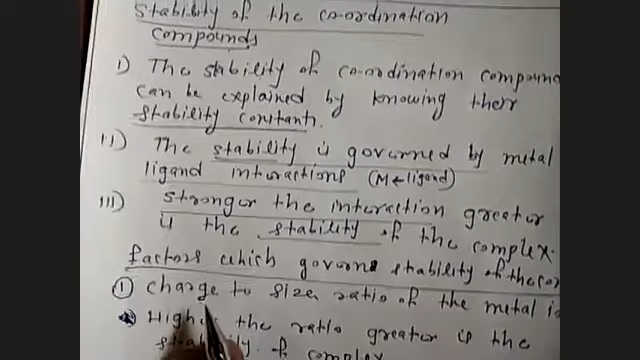 Stability of the co-ordination
compounds
I) The stability of co-ordination compound
can be explained by knowing therr
stability constants.
II) The stability is governed by metal
ligand interactions (M←ligand)
III) Stronger the interaction greater
is the stability of the complex.
Factors which governs stability of the co
① Charge to size ratio of the metal io
the ratio greater is the
stability of complex